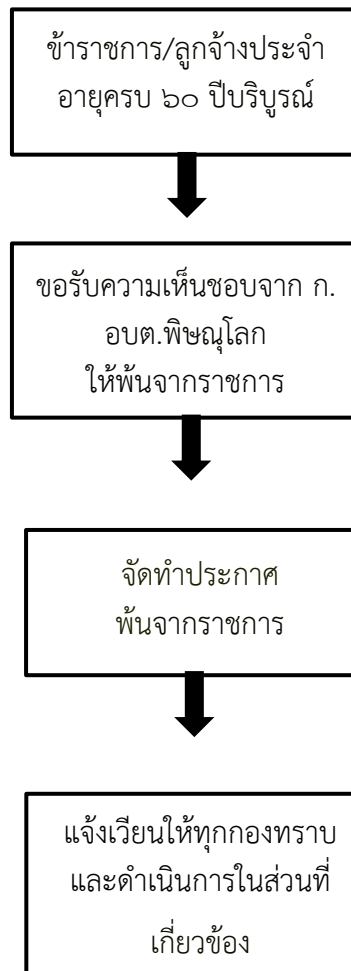 ข้าราชการ/ลูกจ้างประจำ
อายุครบ ๖๐ ปีบริบูรณ์
ขอรับความเห็นชอบจาก ก.
อบต.พิษณุโลก
ให้พ้นจากราชการ
จัดทำประกาศ
พ้นจากราชการ
แจ้งเวียนให้ทุกกองทราบ
และดำเนินการในส่วนที่
เกี่ยวข้อง